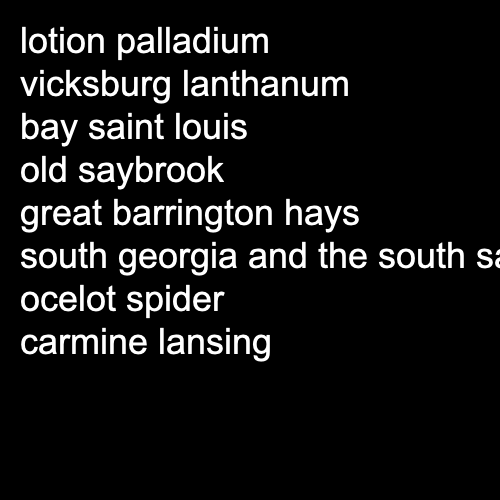 lotion palladium
vicksburg lanthanum
bay saint louis
old saybrook
great barrington hays
south georgia and the south
ocelot spider
carmine lansing